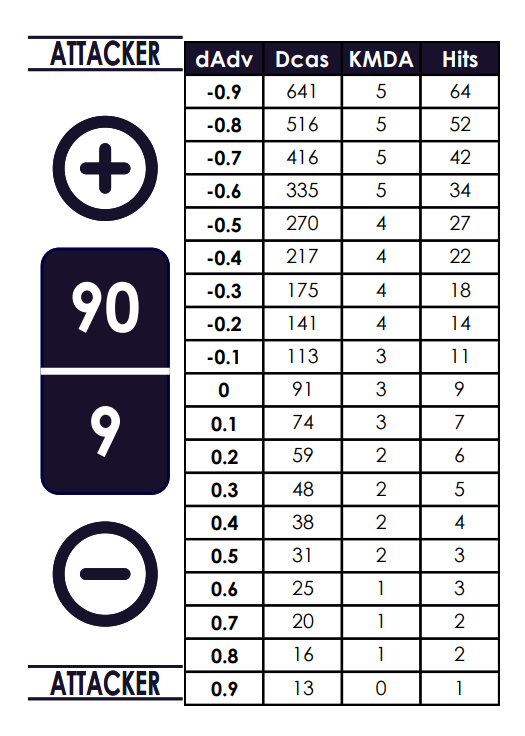 ATTACKER
dAdv Dcas KMDA Hits
-0.9 641 5 64
-0.8 516 5 52
-0.7 416 5 42
-0.6 335 5 34
-0.5 270 4 27
-0.4 217 4 22
-0.3 175 4 18
-0.2 141 4 14
-0.1 113 3 11
0 91 3 9
0.1 74 3 7
0.2 59 2 6
0.3 48 2 5
0.4 38 2 4
0.5 31 2 3
0.6 25 1 3
0.7 20 1 2
0.8 16 1 2
0.9 13 0 1
+
90
9
−
ATTACKER